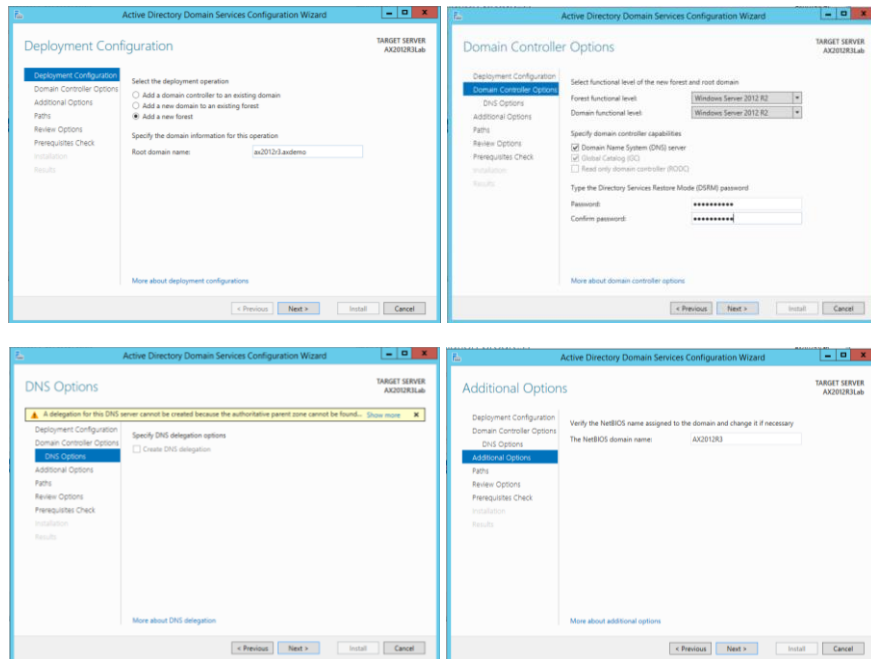 Active Directory Domain Services Configuration Wizard
Deployment Configuration
TARGET SERVER
AX2012R3Lab
Deployment Configuration
Domain Controller Options
Additional Options
Paths
Review Options
Prerequisites Check
Installation
Results
Select the deployment operation
Add a domain controller to an existing domain
Add a new domain to an existing forest
Add a new forest
Specify the domain information for this operation
Root domain name: ax2012r3.axdemo
More about deployment configurations
< Previous Next > Install Cancel
Active Directory Domain Services Configuration Wizard
Domain Controller Options
TARGET SERVER
AX2012R3Lab
Deployment Configuration
Domain Controller Options
DNS Options
Additional Options
Paths
Review Options
Prerequisites Check
Installation
Results
Select functional level of the new forest and root domain
Forest functional level: Windows Server 2012 R2
Domain functional level: Windows Server 2012 R2
Specify domain controller capabilities
Domain Name System (DNS) server
Global Catalog (GC)
Read only domain controller (RODC)
Type the Directory Services Restore Mode (DSRM) password
Password: ••••••••••
Confirm password: ••••••••••
More about domain controller options
< Previous Next > Install Cancel
Active Directory Domain Services Configuration Wizard
DNS Options
TARGET SERVER
AX2012R3Lab
A delegation for this DNS server cannot be created because the authoritative parent zone cannot be found... Show more
Deployment Configuration
Domain Controller Options
DNS Options
Additional Options
Paths
Review Options
Prerequisites Check
Installation
Results
Specify DNS delegation options
Create DNS delegation
More about DNS delegation
< Previous Next > Install Cancel
Active Directory Domain Services Configuration Wizard
Additional Options
TARGET SERVER
AX2012R3Lab
Deployment Configuration
Domain Controller Options
DNS Options
Additional Options
Paths
Review Options
Prerequisites Check
Installation
Results
Verify the NetBIOS name assigned to the domain and change it if necessary
The NetBIOS domain name: AX2012R3
More about additional options
< Previous Next > Install Cancel